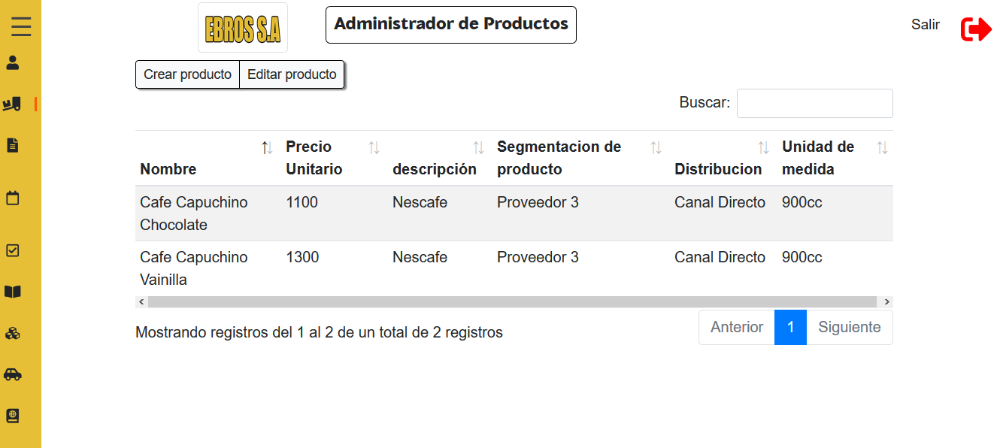 EBROS S.A
Administrador de Productos
Salir
Crear producto Editar producto
Buscar:
Nombre Precio Unitario descripción Segmentacion de producto Distribucion Unidad de medida
Cafe Capuchino Chocolate 1100 Nescafe Proveedor 3 Canal Directo 900cc
Cafe Capuchino Vainilla 1300 Nescafe Proveedor 3 Canal Directo 900cc
Mostrando registros del 1 al 2 de un total de 2 registros
Anterior 1 Siguiente